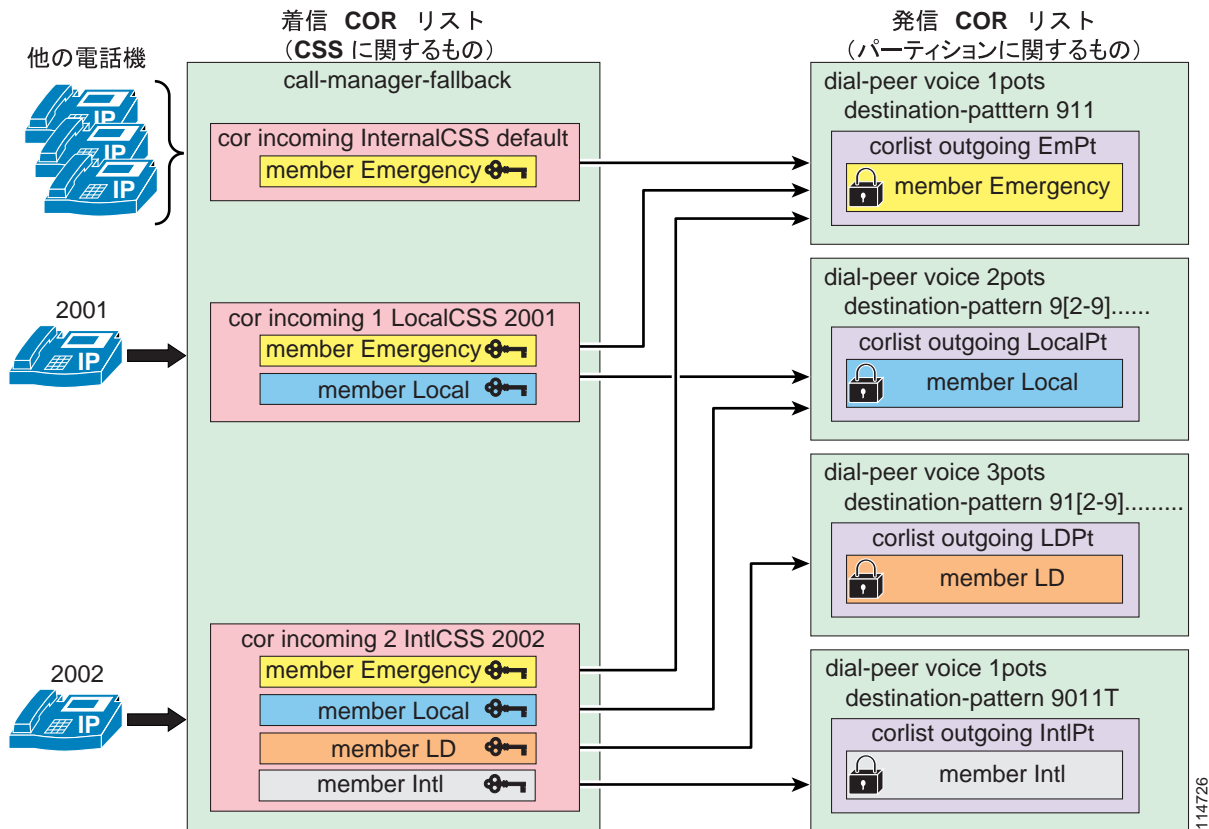 着信 COR リスト
（CSS に関するもの）
発信 COR リスト
（パーティションに関するもの）
他の電話機
IP
IP
IP
call-manager-fallback
cor incoming InternalCSS default
member Emergency
2001
IP
cor incoming 1 LocalCSS 2001
member Emergency
member Local
2002
IP
cor incoming 2 IntlCSS 2002
member Emergency
member Local
member LD
member Intl
dial-peer voice 1pots
destination-patttern 911
corlist outgoing EmPt
member Emergency
dial-peer voice 2pots
destination-pattern 9[2-9]......
corlist outgoing LocalPt
member Local
dial-peer voice 3pots
destination-pattern 91[2-9].........
corlist outgoing LDPt
member LD
dial-peer voice 1pots
destination-pattern 9011T
corlist outgoing IntlPt
member Intl
114726